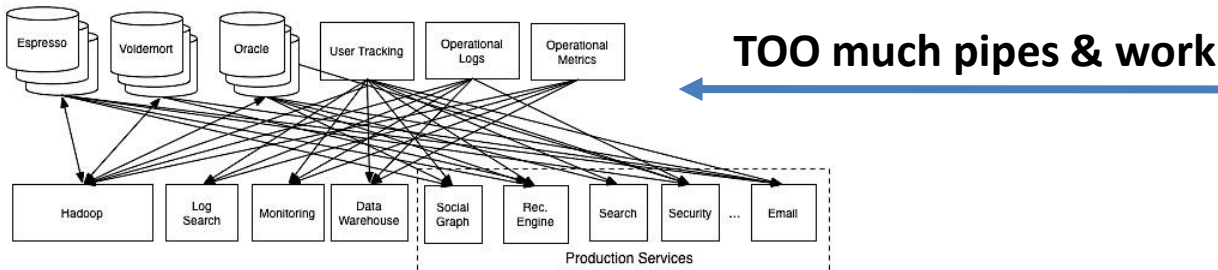 TOO much pipes & work
Espresso
Voldemort
Oracle
User Tracking
Operational
Logs
Operational
Metrics
Hadoop
Log
Search
Monitoring
Data
Warehouse
Social
Graph
Rec.
Engine
Search
Security
...
Email
Production Services